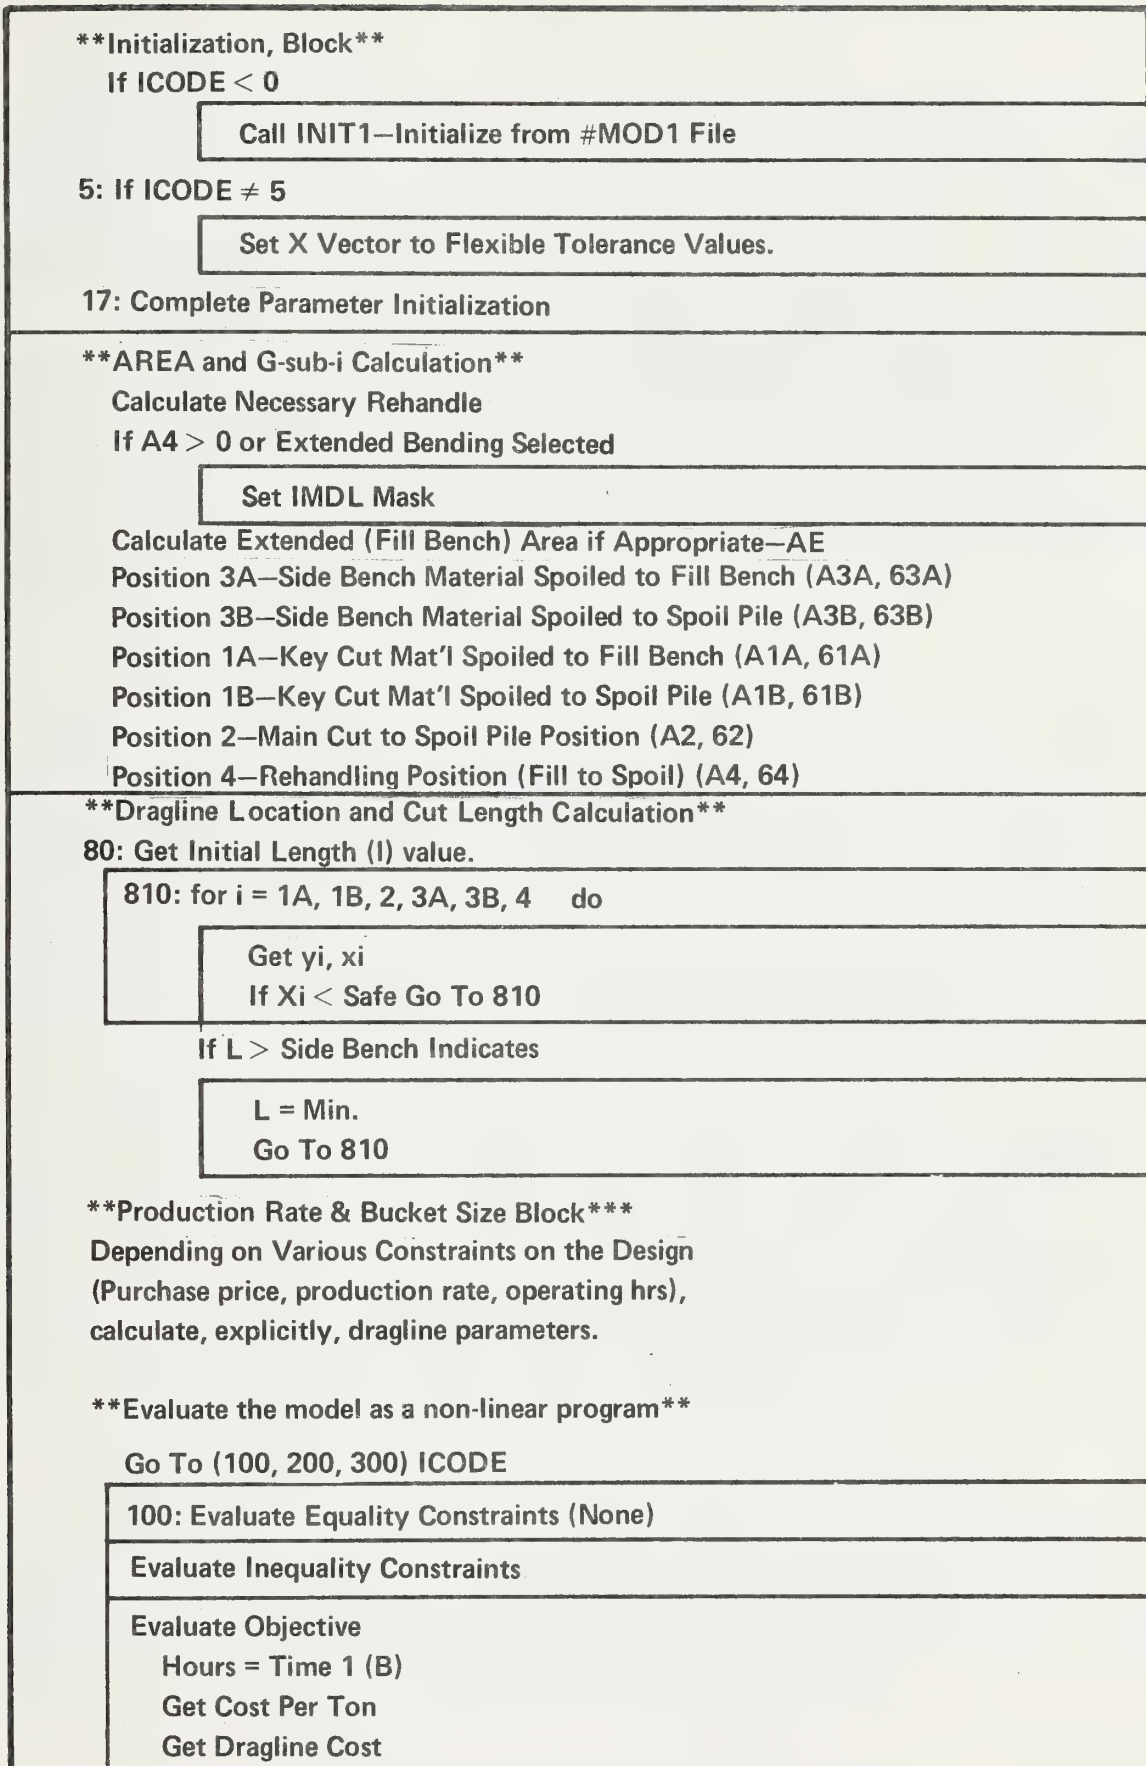 **Initialization, Block**
If ICODE < 0
Call INIT1—Initialize from #MOD1 File
5: If ICODE ≠ 5
Set X Vector to Flexible Tolerance Values.
17: Complete Parameter Initialization
**AREA and G-sub-i Calculation**
Calculate Necessary Rehandle
If A4 > 0 or Extended Bending Selected
Set IMDL Mask
Calculate Extended (Fill Bench) Area if Appropriate—AE
Position 3A—Side Bench Material Spoiled to Fill Bench (A3A, 63A)
Position 3B—Side Bench Material Spoiled to Spoil Pile (A3B, 63B)
Position 1A—Key Cut Mat'l Spoiled to Fill Bench (A1A, 61A)
Position 1B—Key Cut Mat'l Spoiled to Spoil Pile (A1B, 61B)
Position 2—Main Cut to Spoil Pile Position (A2, 62)
Position 4—Rehandling Position (Fill to Spoil) (A4, 64)
**Dragline Location and Cut Length Calculation**
80: Get Initial Length (l) value.
810: for i = 1A, 1B, 2, 3A, 3B, 4 do
Get yi, xi
If Xi < Safe Go To 810
If L > Side Bench Indicates
L = Min.
Go To 810
**Production Rate & Bucket Size Block***
Depending on Various Constraints on the Design
(Purchase price, production rate, operating hrs),
calculate, explicitly, dragline parameters.
**Evaluate the model as a non-linear program**
Go To (100, 200, 300) ICODE
100: Evaluate Equality Constraints (None)
Evaluate Inequality Constraints
Evaluate Objective
Hours = Time 1 (B)
Get Cost Per Ton
Get Dragline Cost